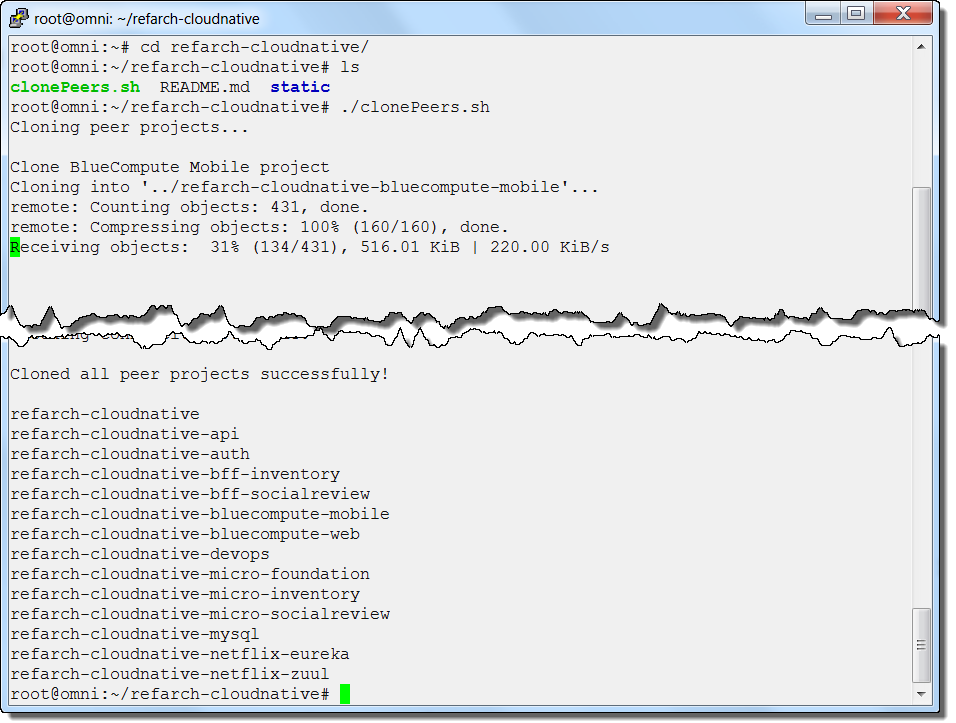 root@omni: ~/refarch-cloudnative
root@omni:~# cd refarch-cloudnative/
root@omni:~/refarch-cloudnative# ls
clonePeers.sh  README.md  static
root@omni:~/refarch-cloudnative# ./clonePeers.sh
Cloning peer projects...
Clone BlueCompute Mobile project
Cloning into '../refarch-cloudnative-bluecompute-mobile'...
remote: Counting objects: 431, done.
remote: Compressing objects: 100% (160/160), done.
Receiving objects:  31% (134/431), 516.01 KiB | 220.00 KiB/s
Cloned all peer projects successfully!
refarch-cloudnative
refarch-cloudnative-api
refarch-cloudnative-auth
refarch-cloudnative-bff-inventory
refarch-cloudnative-bff-socialreview
refarch-cloudnative-bluecompute-mobile
refarch-cloudnative-bluecompute-web
refarch-cloudnative-devops
refarch-cloudnative-micro-foundation
refarch-cloudnative-micro-inventory
refarch-cloudnative-micro-socialreview
refarch-cloudnative-mysql
refarch-cloudnative-netflix-eureka
refarch-cloudnative-netflix-zuul
root@omni:~/refarch-cloudnative#